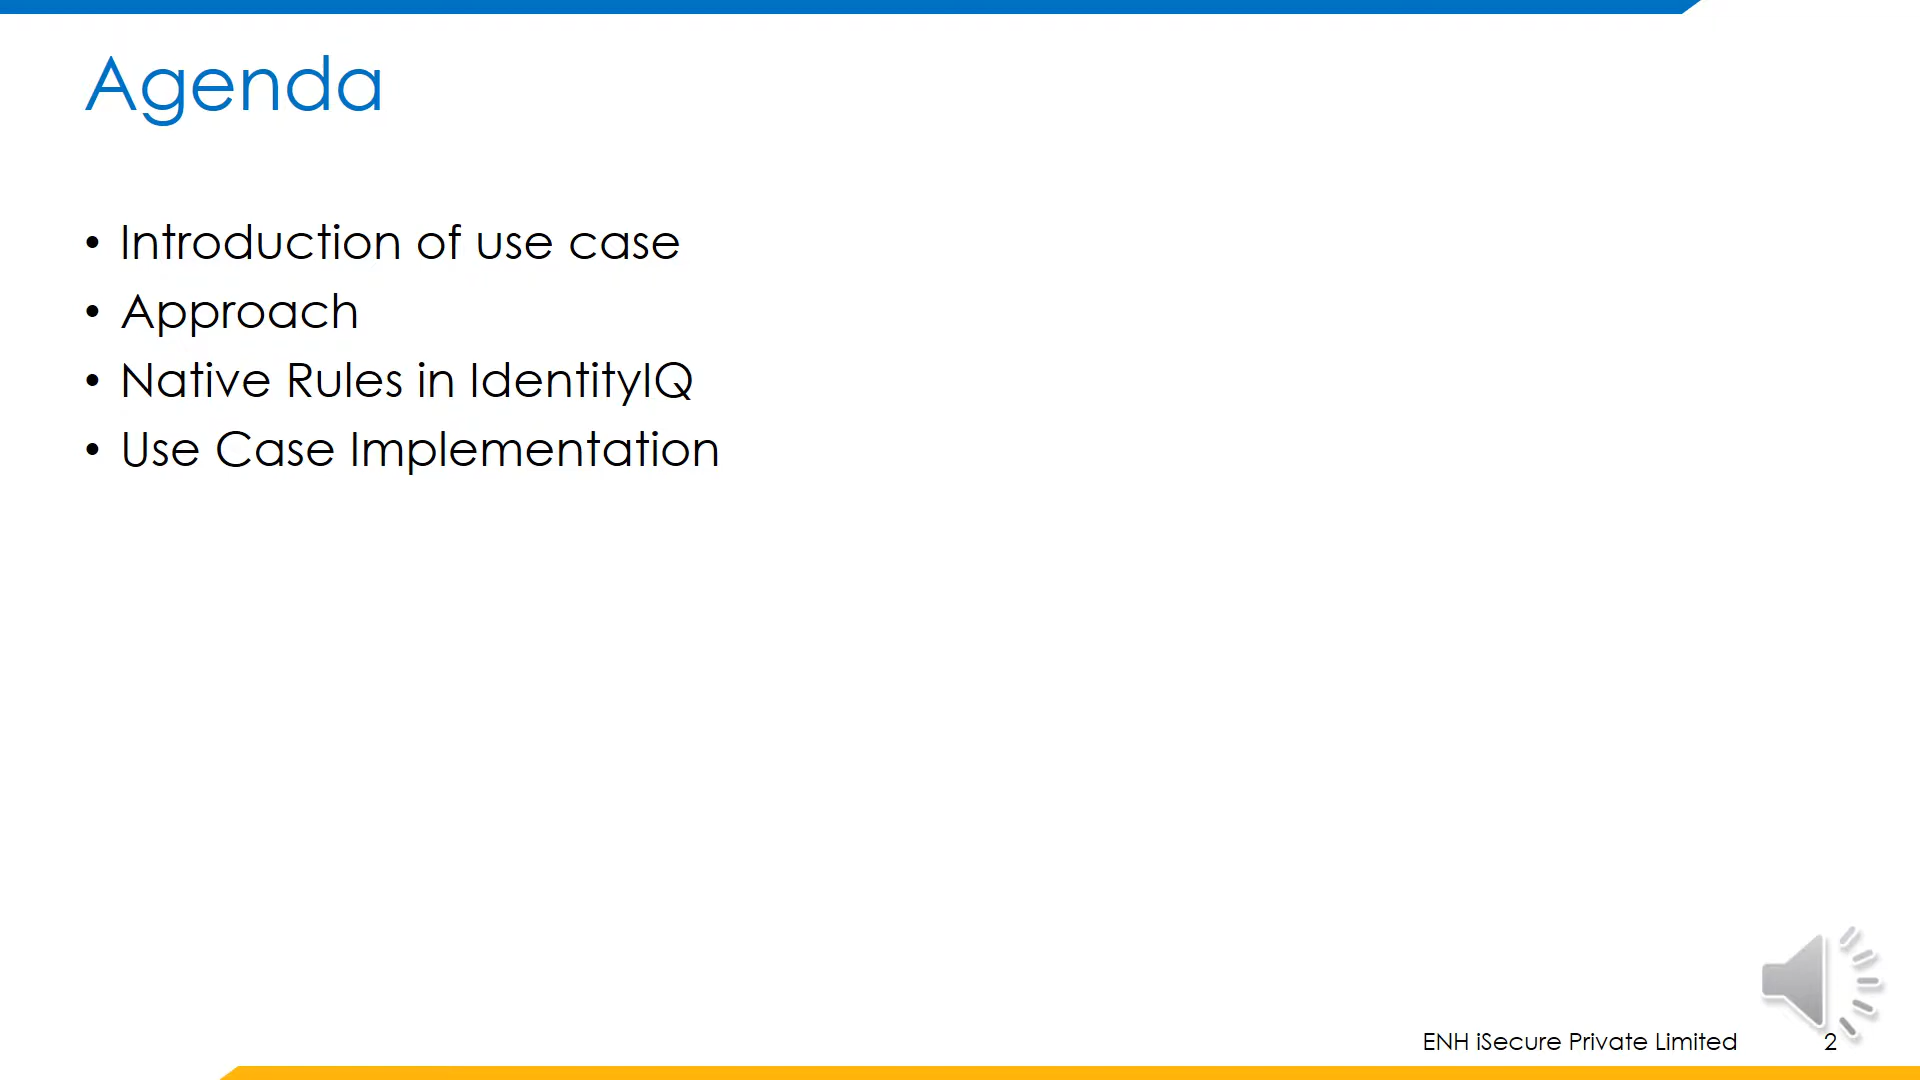 Agenda
• Introduction of use case
• Approach
• Native Rules in IdentityIQ
• Use Case Implementation
ENH iSecure Private Limited 2